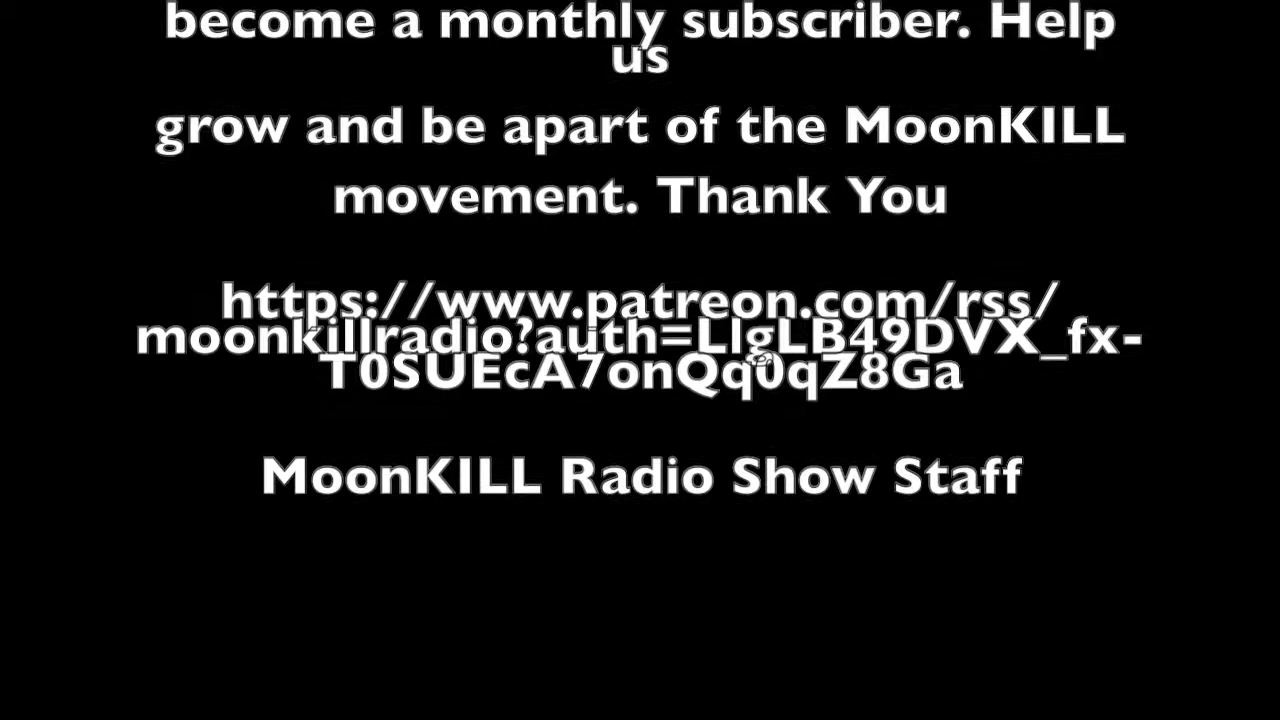 become a monthly subscriber. Help
us
grow and be apart of the MoonKILL
movement. Thank You
https://www.patreon.com/rss/
moonkillradio?auth=LlgLB49DVX_fx-
T0SUEcA7onQq0qZ8Ga
MoonKILL Radio Show Staff